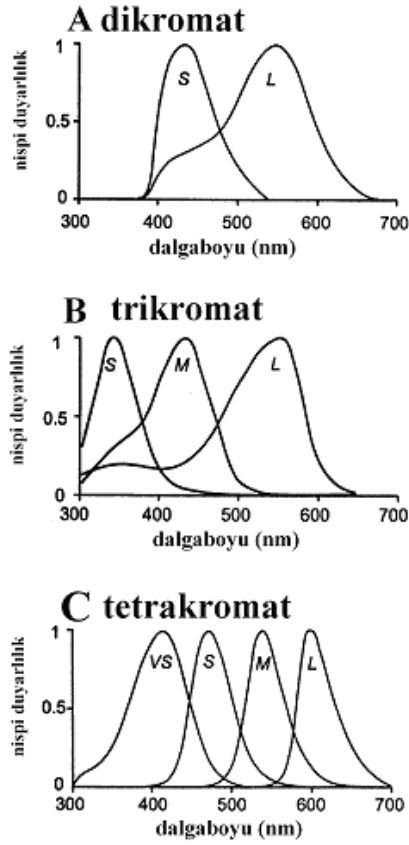 A dikromat
nispi duyarlılık
1
0.5
0
S
L
300 400 500 600 700
dalgaboyu (nm)
B trikromat
nispi duyarlılık
1
0.5
0
S
M
L
300 400 500 600 700
dalgaboyu (nm)
C tetrakromat
nispi duyarlılık
1
0.5
0
VS
S
M
L
300 400 500 600 700
dalgaboyu (nm)